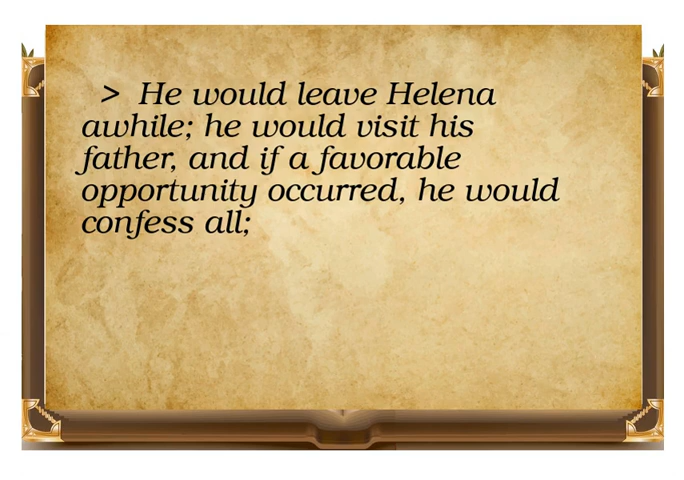 > He would leave Helena
awhile; he would visit his
father, and if a favorable
opportunity occurred, he would
confess all;